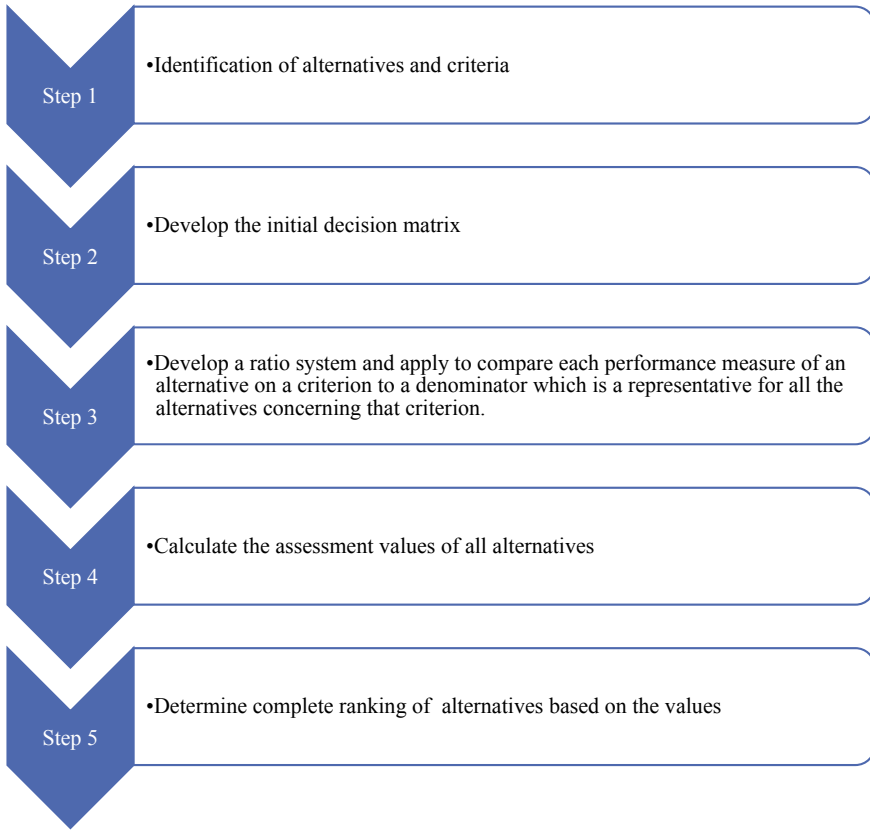 Step 1
•Identification of alternatives and criteria
Step 2
•Develop the initial decision matrix
Step 3
•Develop a ratio system and apply to compare each performance measure of an
alternative on a criterion to a denominator which is a representative for all the
alternatives concerning that criterion.
Step 4
•Calculate the assessment values of all alternatives
Step 5
•Determine complete ranking of alternatives based on the values